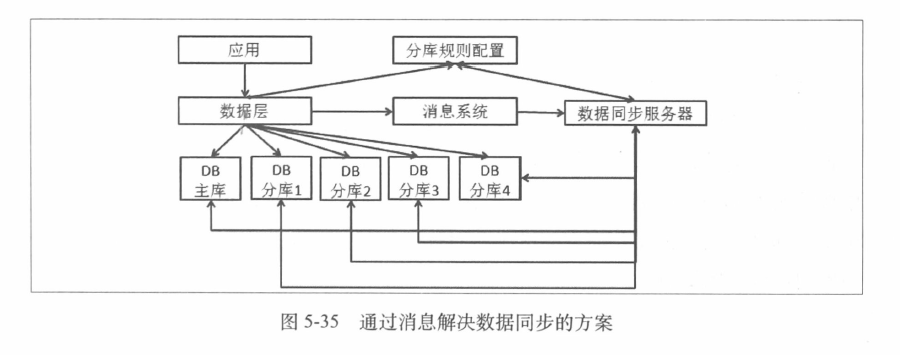 应用
分库规则配置
数据层
消息系统
数据同步服务器
DB
主库
DB
分库1
DB
分库2
DB
分库3
DB
分库4
图 5-35 通过消息解决数据同步的方案